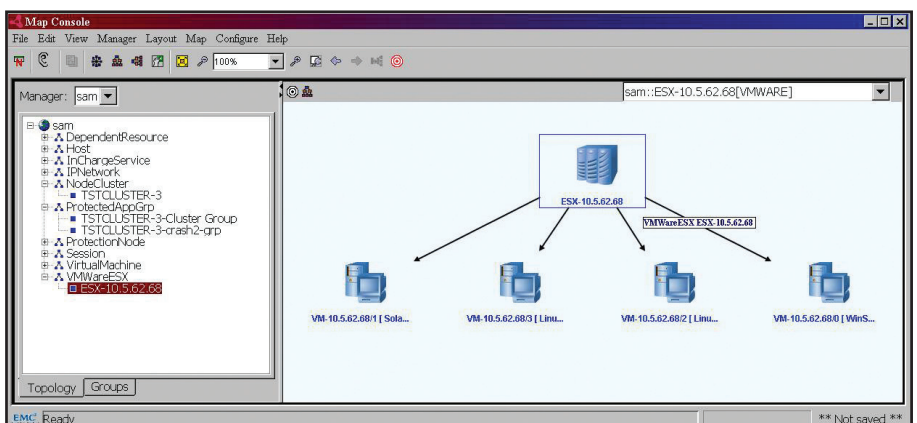 Map Console
File Edit View Manager Layout Map Configure Help
100%
Manager: sam
sam::ESX-10.5.62.68[VMWARE]
sam
DependentResource
Host
InChargeService
IPNetwork
NodeCluster
TSTCLUSTER-3
ProtectedAppGrp
TSTCLUSTER-3-Cluster Group
TSTCLUSTER-3-crash2-grp
ProtectionNode
Session
VirtualMachine
VMWareESX
ESX-10.5.62.68
Topology Groups
ESX-10.5.62.68
VMWareESX ESX-10.5.62.68
VM-10.5.62.68/1 [ Sola... VM-10.5.62.68/3 [ Linu... VM-10.5.62.68/2 [ Linu... VM-10.5.62.68/0 [ WinS...
EMC² Ready ** Not saved **